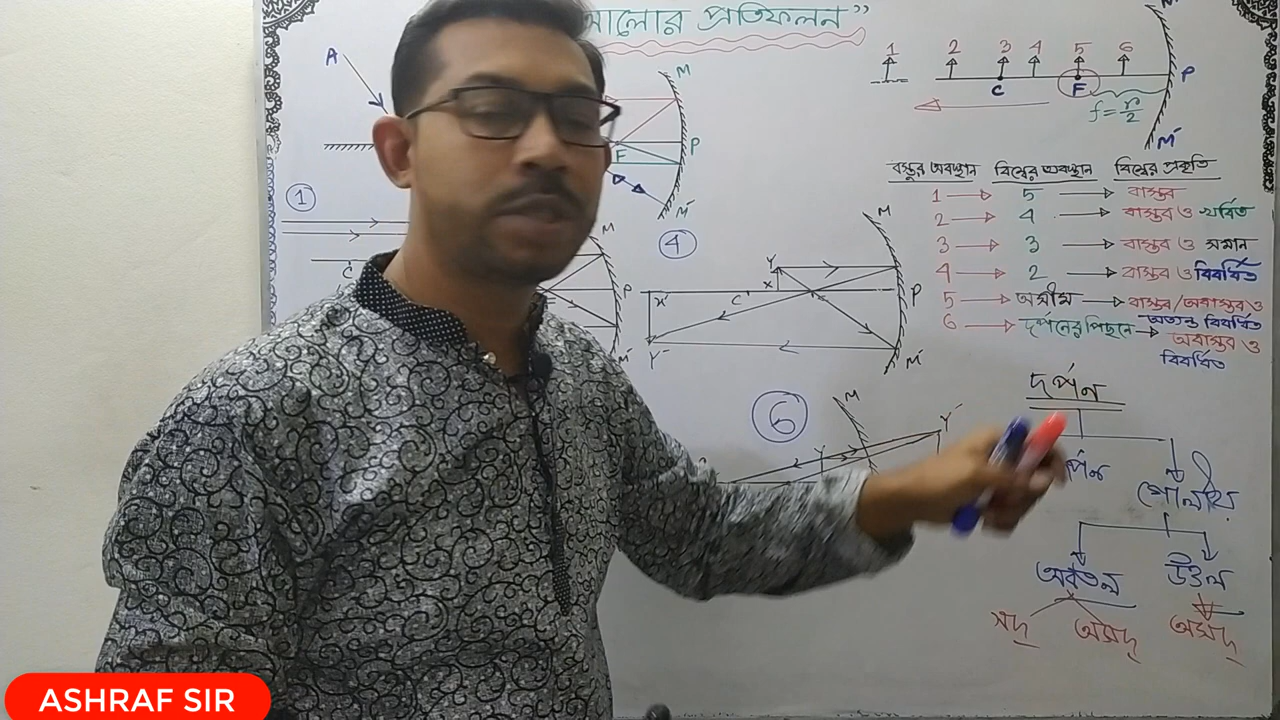 আলোর প্রতিফলন”
A
M
F
P
M'
1
C
M
P
M'
4
M
Y
X
X'
C
P
Y'
M'
6
M
Y
Y'
1 2 3 4 5 6
C F P
f = r/2
M'
বস্তুর অবস্থান বিম্বের অবস্থান বিম্বের প্রকৃতি
1 → 5 → বাস্তব
2 → 4 → বাস্তব ও খর্বিত
3 → 3 → বাস্তব ও সমান
4 → 2 → বাস্তব ও বিবর্ধিত
5 → অসীম → বাস্তব/অবাস্তব ও
অত্যন্ত বিবর্ধিত
6 → দর্পনের পিছনে → অবাস্তব ও
বিবর্ধিত
দর্পন
গোলীয়
অবতল উত্তল
সদ্ অসদ্ অসদ্
ASHRAF SIR